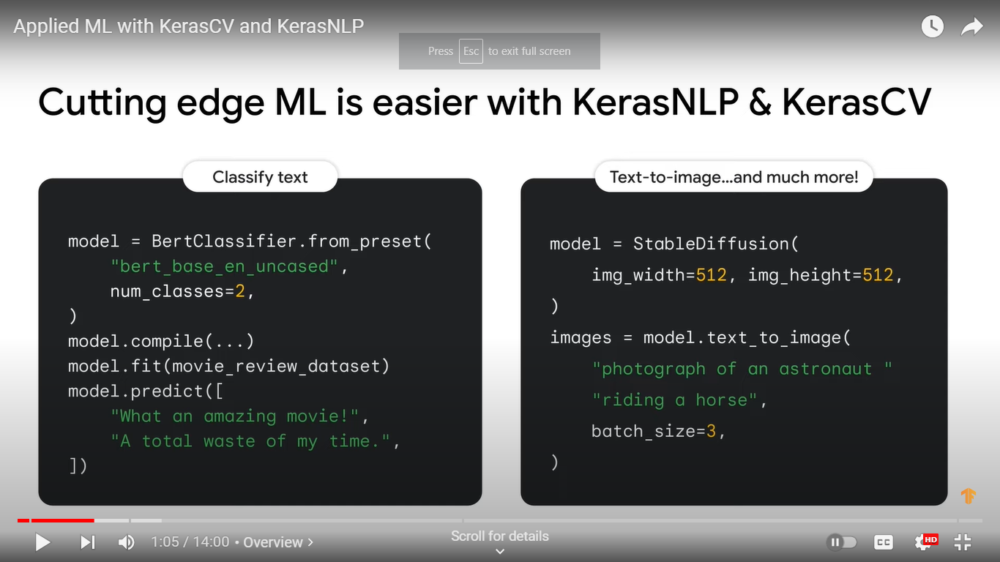 Applied ML with KerasCV and KerasNLP
Press Esc to exit full screen
Cutting edge ML is easier with KerasNLP & KerasCV
Classify text
model = BertClassifier.from_preset(
    "bert_base_en_uncased",
    num_classes=2,
)
model.compile(...)
model.fit(movie_review_dataset)
model.predict([
    "What an amazing movie!",
    "A total waste of my time.",
])
Text-to-image...and much more!
model = StableDiffusion(
    img_width=512, img_height=512,
)
images = model.text_to_image(
    "photograph of an astronaut "
    "riding a horse",
    batch_size=3,
)
Scroll for details
1:05 / 14:00 • Overview >
CC
HD